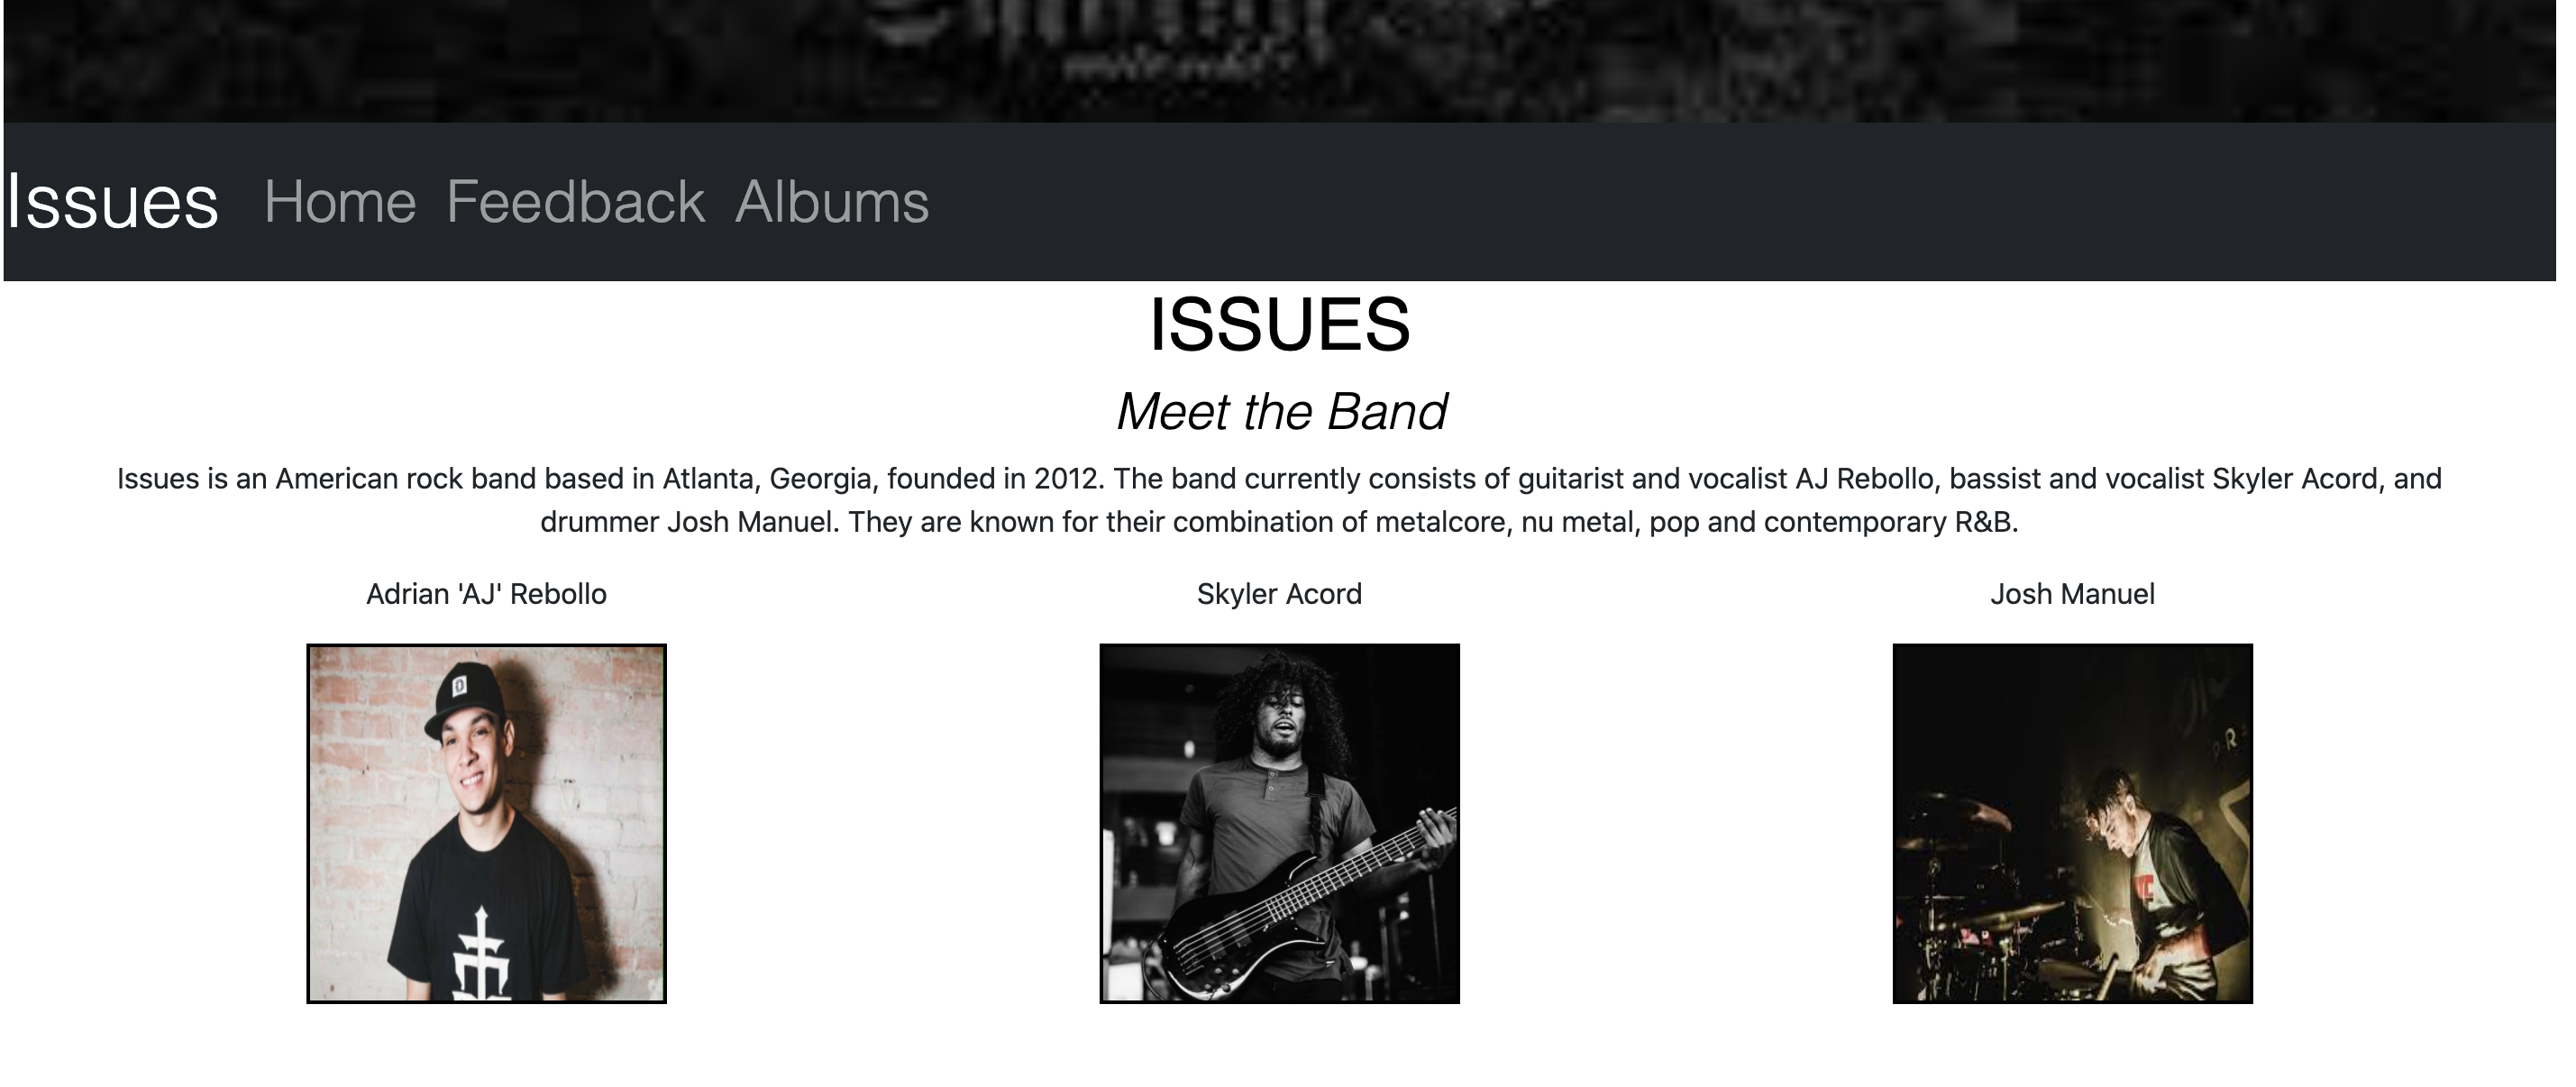 Issues Home Feedback Albums
ISSUES
Meet the Band
Issues is an American rock band based in Atlanta, Georgia, founded in 2012. The band currently consists of guitarist and vocalist AJ Rebollo, bassist and vocalist Skyler Acord, and
drummer Josh Manuel. They are known for their combination of metalcore, nu metal, pop and contemporary R&B.
Adrian 'AJ' Rebollo Skyler Acord Josh Manuel